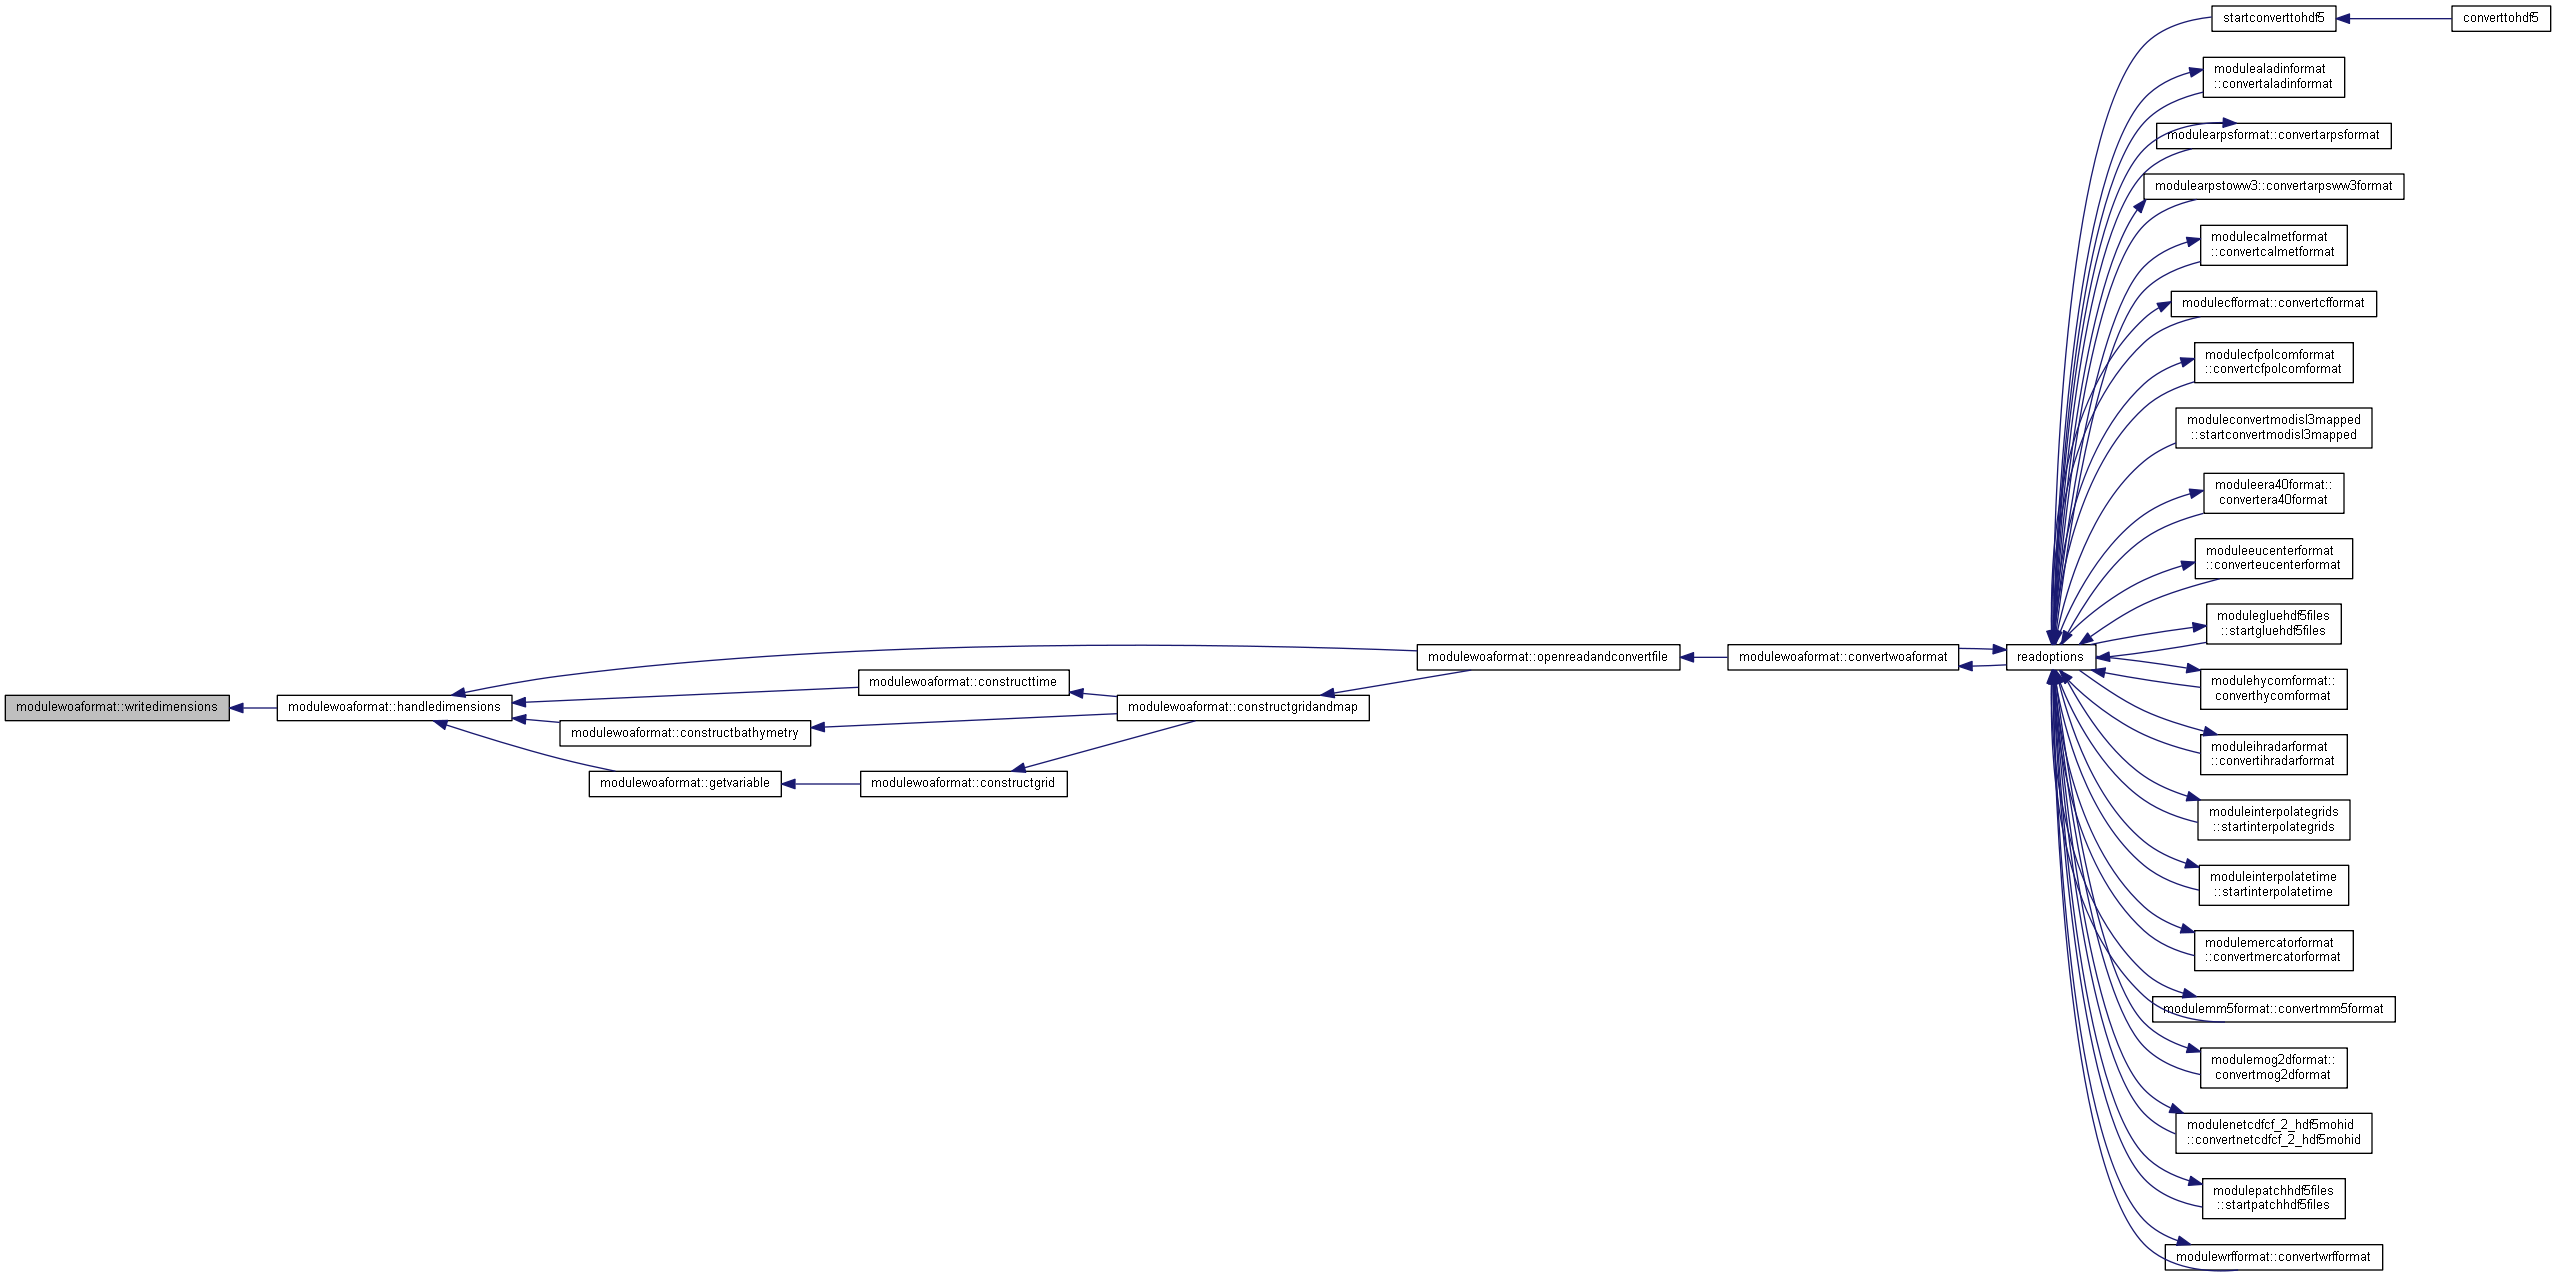 startconverttohdf5
converttohdf5
modulealadinformat
::convertaladinformat
modulearpsformat::convertarpsformat
modulearpstoww3::convertarpsww3format
modulecalmetformat
::convertcalmetformat
modulecfformat::convertcfformat
modulecfpolcomformat
::convertcfpolcomformat
moduleconvertmodisl3mapped
::startconvertmodisl3mapped
moduleera40format::
convertera40format
moduleeucenterformat
::converteucenterformat
modulegluehdf5files
::startgluehdf5files
modulewoaformat::openreadandconvertfile
modulewoaformat::convertwoaformat
readoptions
modulewoaformat::constructtime
modulehycomformat::
converthycomformat
modulewoaformat::writedimensions
modulewoaformat::handledimensions
modulewoaformat::constructgridandmap
modulewoaformat::constructbathymetry
moduleihradarformat
::convertihradarformat
modulewoaformat::getvariable
modulewoaformat::constructgrid
moduleinterpolategrids
::startinterpolategrids
moduleinterpolatetime
::startinterpolatetime
modulemercatorformat
::convertmercatorformat
modulemm5format::convertmm5format
modulemog2dformat::
convertmog2dformat
modulenetcdfcf_2_hdf5mohid
::convertnetcdfcf_2_hdf5mohid
modulepatchhdf5files
::startpatchhdf5files
modulewrfformat::convertwrfformat